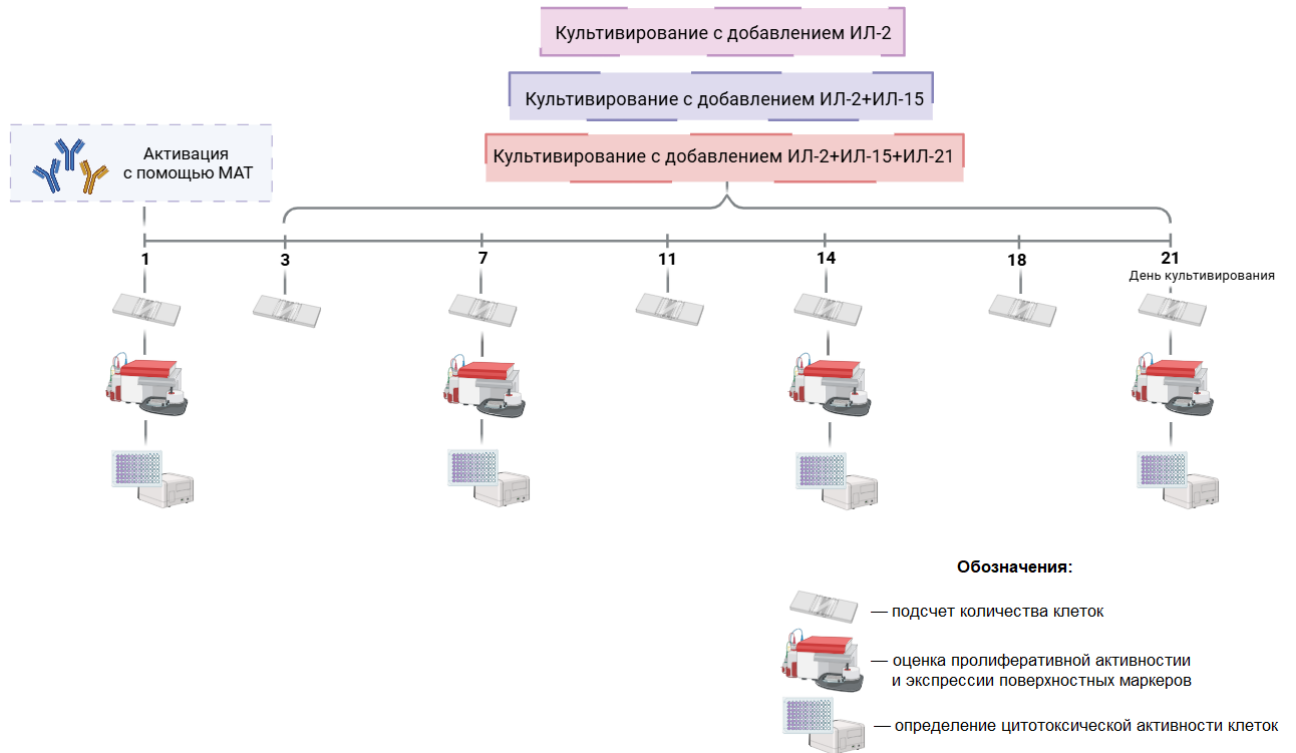 Культивирование с добавлением ИЛ-2
Культивирование с добавлением ИЛ-2+ИЛ-15
Культивирование с добавлением ИЛ-2+ИЛ-15+ИЛ-21
Активация
с помощью МАТ
1
3
7
11
14
18
21
День культивирования
Обозначения:
— подсчет количества клеток
— оценка пролиферативной активностии
и экспрессии поверхностных маркеров
— определение цитотоксической активности клеток